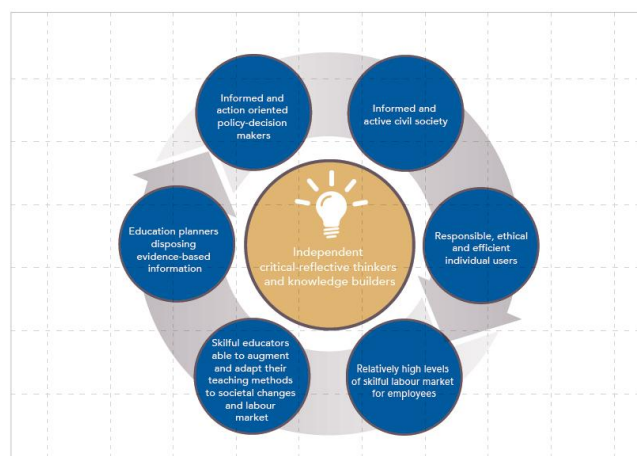 Informed and
action oriented
policy-decision
makers
Informed and
active civil society
Education planners
disposing
evidence-based
information
Independent
critical-reflective thinkers
and knowledge builders
Responsible, ethical
and efficient
individual users
Skilful educators
able to augment
and adapt their
teaching methods
to societal changes
and labour
market
Relatively high levels
of skilful labour market
for employees